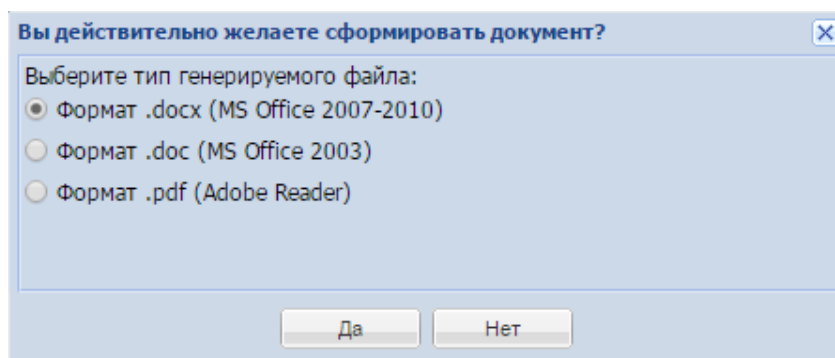 Вы действительно желаете сформировать документ?
Выберите тип генерируемого файла:
Формат .docx (MS Office 2007-2010)
Формат .doc (MS Office 2003)
Формат .pdf (Adobe Reader)
Да Нет